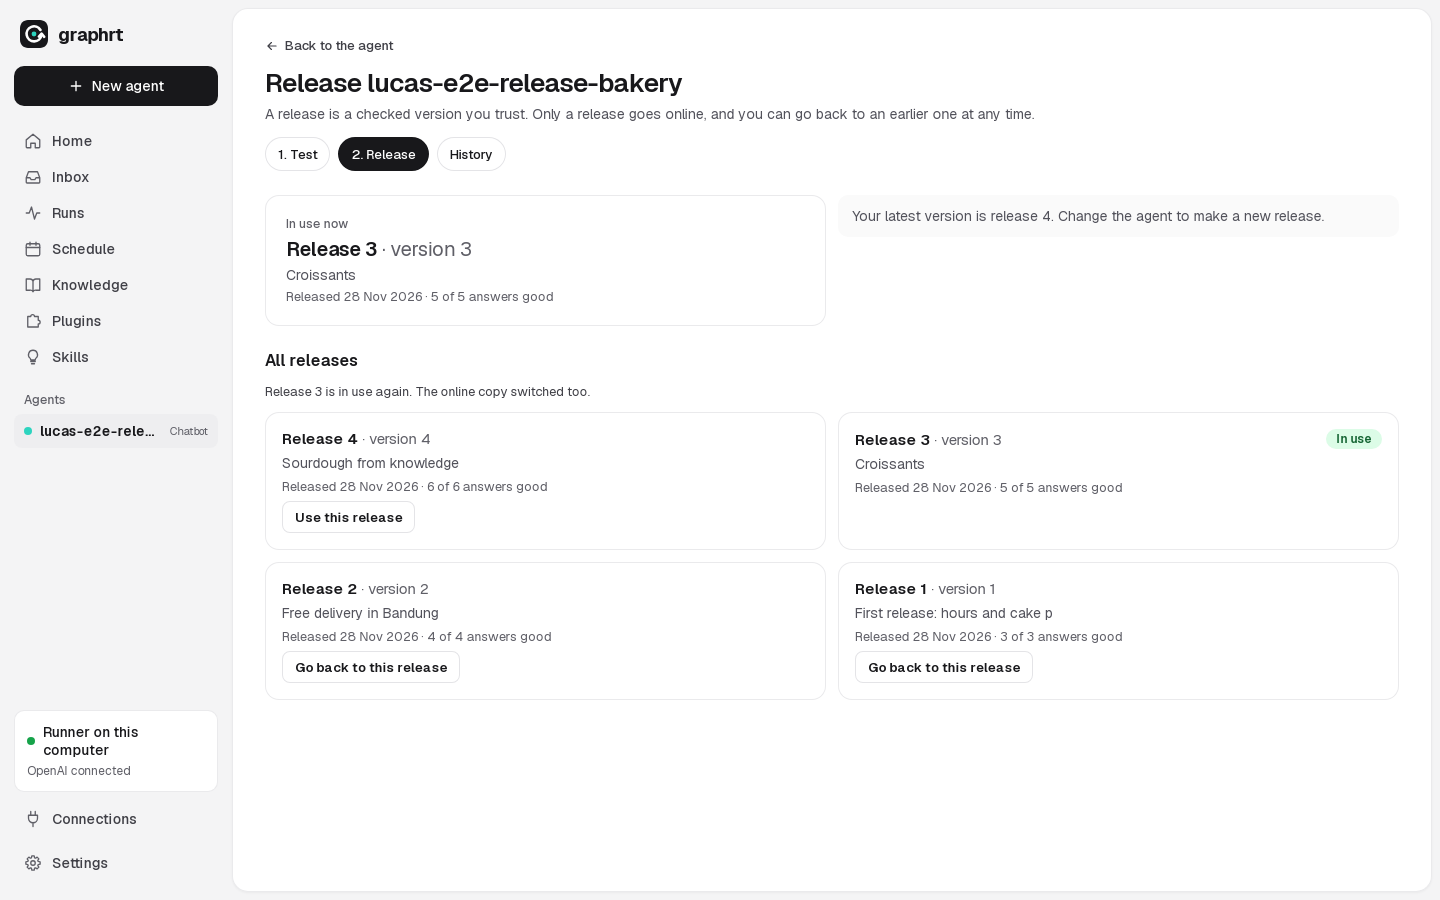 graphrt
New agent
Home
Inbox
Runs
Schedule
Knowledge
Plugins
Skills
Agents
lucas-e2e-rele... Chatbot
Runner on this
computer
OpenAI connected
Connections
Settings
Back to the agent
Release lucas-e2e-release-bakery
A release is a checked version you trust. Only a release goes online, and you can go back to an earlier one at any time.
1. Test
2. Release
History
In use now
Release 3 · version 3
Croissants
Released 28 Nov 2026 · 5 of 5 answers good
Your latest version is release 4. Change the agent to make a new release.
All releases
Release 3 is in use again. The online copy switched too.
Release 4 · version 4
Sourdough from knowledge
Released 28 Nov 2026 · 6 of 6 answers good
Use this release
Release 3 · version 3
In use
Croissants
Released 28 Nov 2026 · 5 of 5 answers good
Release 2 · version 2
Free delivery in Bandung
Released 28 Nov 2026 · 4 of 4 answers good
Go back to this release
Release 1 · version 1
First release: hours and cake p
Released 28 Nov 2026 · 3 of 3 answers good
Go back to this release